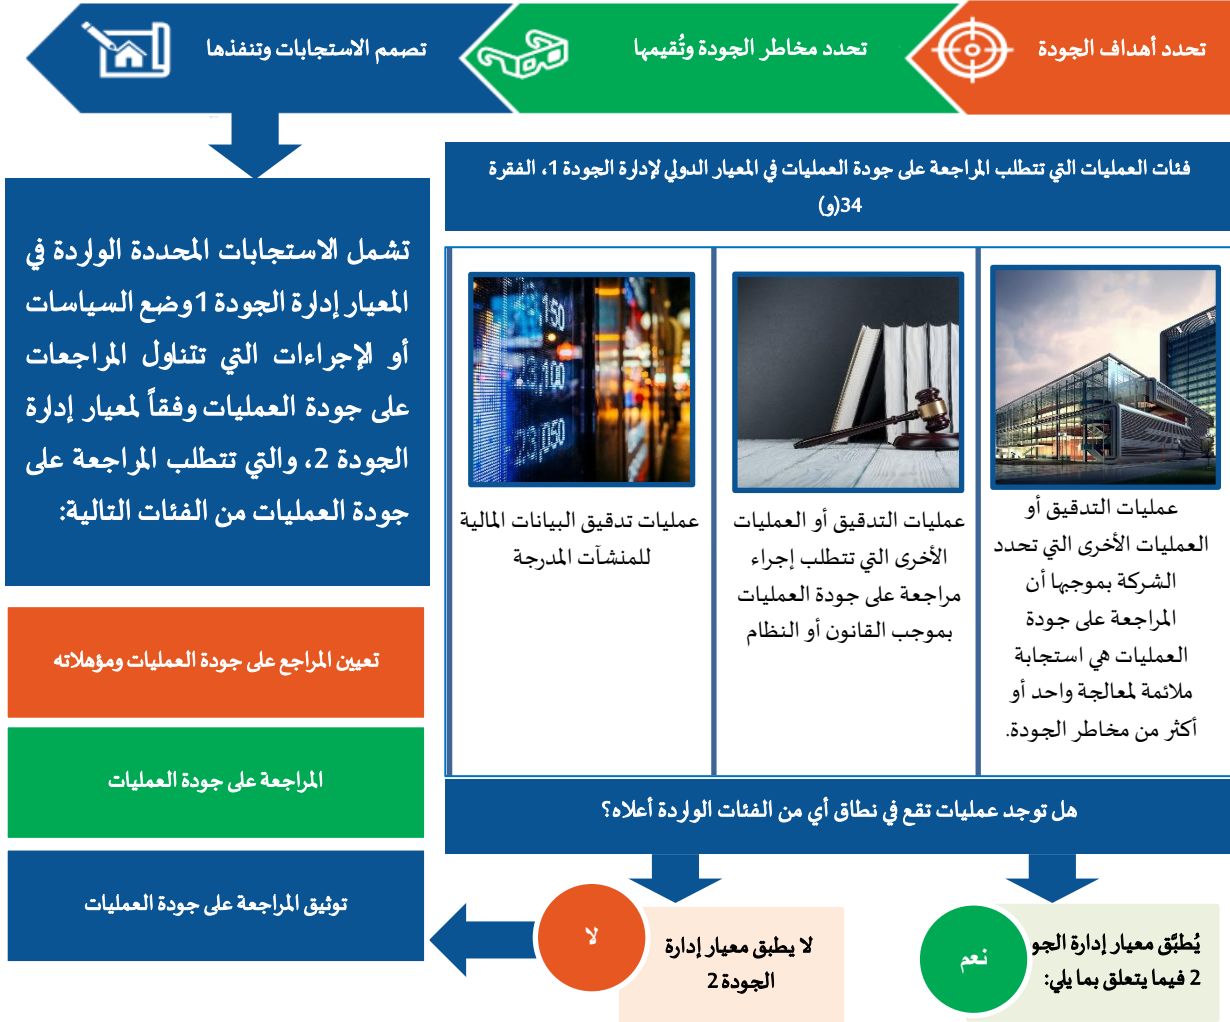 تحدد أهداف الجودة
تحدد مخاطر الجودة وتُقيمها
تصمم الاستجابات وتنفذها
تشمل الاستجابات المحددة الواردة في
المعيار إدارة الجودة 1 وضع السياسات
أو الإجراءات التي تتناول المراجعات
على جودة العمليات وفقاً لمعيار إدارة
الجودة 2، والتي تتطلب المراجعة على
جودة العمليات من الفئات التالية:
فئات العمليات التي تتطلب المراجعة على جودة العمليات في المعيار الدولي لإدارة الجودة 1، الفقرة
34(و)
عمليات التدقيق أو
العمليات الأخرى التي تحدد
الشركة بموجبها أن
المراجعة على جودة
العمليات هي استجابة
ملائمة لمعالجة واحد أو
أكثر من مخاطر الجودة.
عمليات التدقيق أو العمليات
الأخرى التي تتطلب إجراء
مراجعة على جودة العمليات
بموجب القانون أو النظام
150
100
050
عمليات تدقيق البيانات المالية
للمنشآت المدرجة
هل توجد عمليات تقع في نطاق أي من الفئات الواردة أعلاه؟
يُطبَّق معيار إدارة الجو
2 فيما يتعلق بما يلي:
نعم
لا يطبق معيار إدارة
الجودة 2
لا
تعيين المراجع على جودة العمليات ومؤهلاته
المراجعة على جودة العمليات
توثيق المراجعة على جودة العمليات